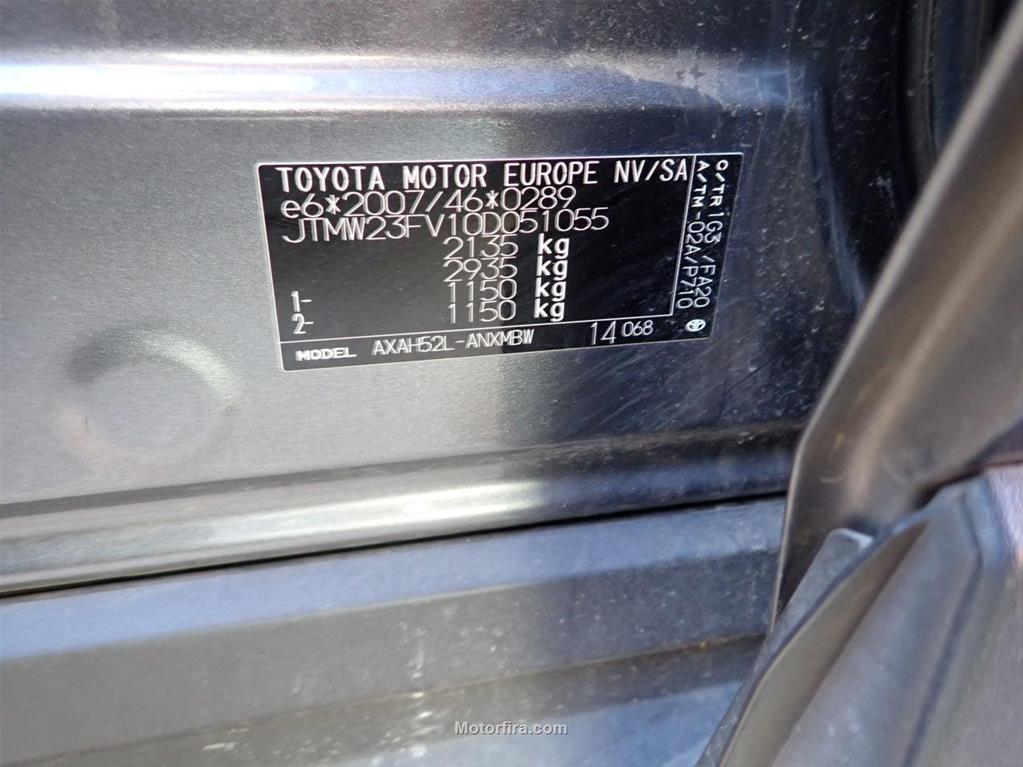 TOYOTA MOTOR EUROPE NV/SA
e6*2007/46*0289
JTMW23FV10D051055
2135 kg
2935 kg
1- 1150 kg
2- 1150 kg
MODEL AXAH52L-ANXMBW 14 068
C/TR 1G3 /FA20
A/TM -02A/P710
Motorfira.com